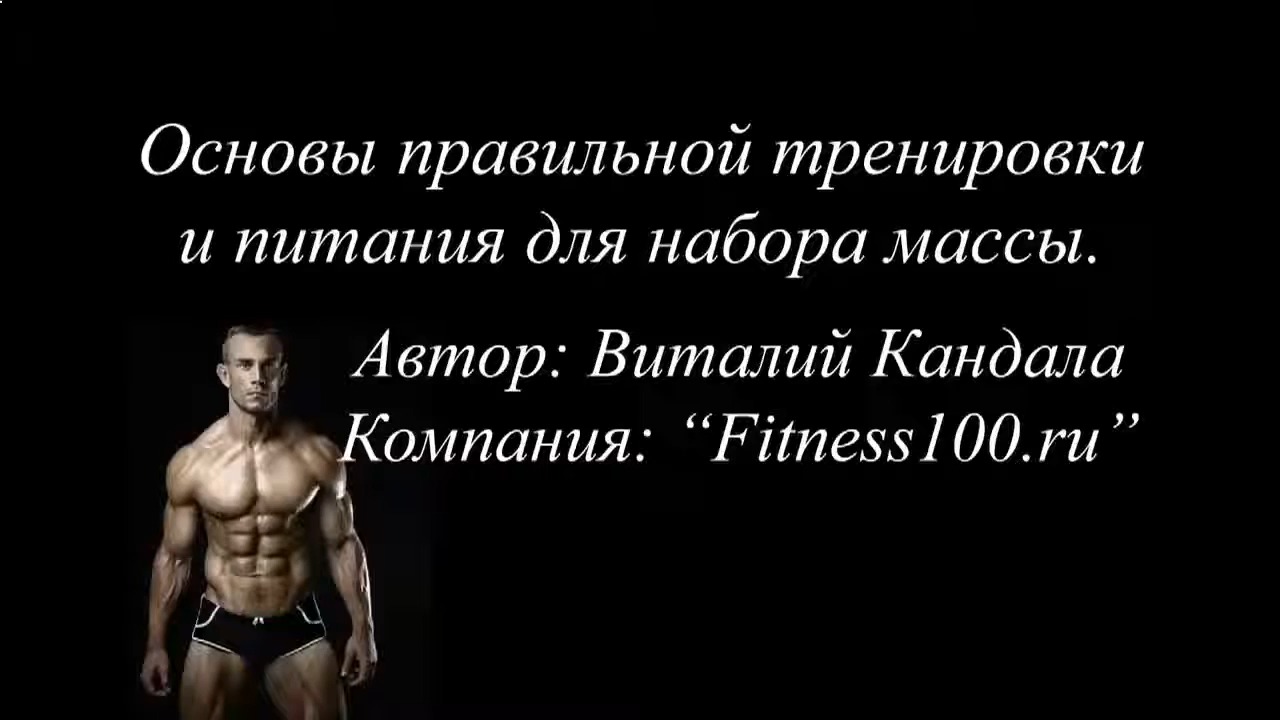 Основы правильной тренировки
и питания для набора массы.
Автор: Виталий Кандала
Компания: “Fitness100.ru”